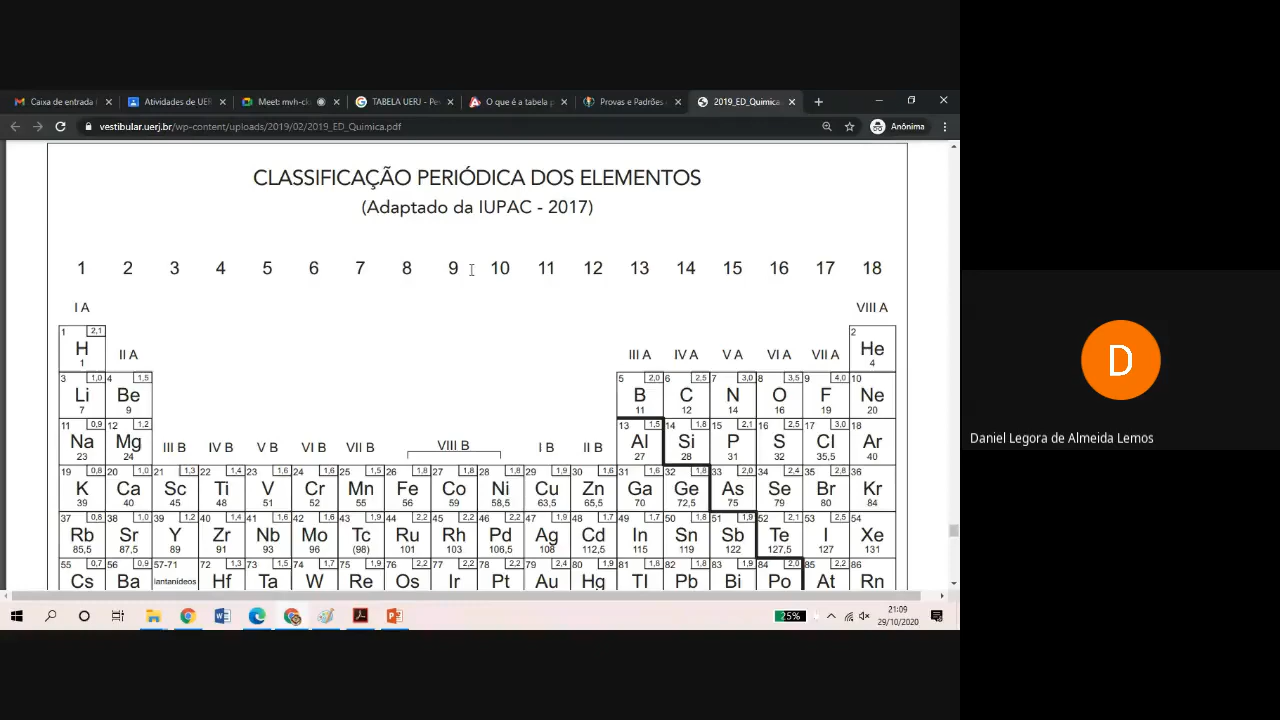 Caixa de entrada
Atividades de UER
Meet: mvh-
TABELA UERJ - Pe
O que é a tabela p
Provas e Padrões
2019_ED_Quimica
vestibular.uerj.br/wp-content/uploads/2019/02/2019_ED_Quimica.pdf
Anônima
CLASSIFICAÇÃO PERIÓDICA DOS ELEMENTOS
(Adaptado da IUPAC - 2017)
1 2 3 4 5 6 7 8 9 10 11 12 13 14 15 16 17 18
I A VIII A
1 2,1 2
H He
1 4
II A III A IV A V A VI A VII A
3 1,0 4 1,5 5 2,0 6 2,5 7 3,0 8 3,5 9 4,0 10
Li Be B C N O F Ne
7 9 11 12 14 16 19 20
11 0,9 12 1,2 13 1,5 14 1,8 15 2,1 16 2,5 17 3,0 18
Na Mg Al Si P S Cl Ar
23 24 27 28 31 32 35,5 40
III B IV B V B VI B VII B VIII B I B II B
19 0,8 20 1,0 21 1,3 22 1,4 23 1,6 24 1,6 25 1,5 26 1,8 27 1,8 28 1,8 29 1,9 30 1,6 31 1,6 32 1,8 33 2,0 34 2,4 35 2,8 36
K Ca Sc Ti V Cr Mn Fe Co Ni Cu Zn Ga Ge As Se Br Kr
39 40 45 48 51 52 55 56 59 58,5 63,5 65,5 70 72,5 75 79 80 84
37 0,8 38 1,0 39 1,2 40 1,4 41 1,6 42 1,8 43 1,9 44 2,2 45 2,2 46 2,2 47 1,9 48 1,7 49 1,7 50 1,8 51 1,9 52 2,1 53 2,5 54
Rb Sr Y Zr Nb Mo Tc Ru Rh Pd Ag Cd In Sn Sb Te I Xe
85,5 87,5 89 91 93 96 (98) 101 103 106,5 108 112,5 115 119 122 127,5 127 131
55 0,7 56 0,9 57-71 72 1,3 73 1,5 74 1,7 75 1,9 76 2,2 77 2,2 78 2,2 79 2,4 80 1,9 81 1,8 82 1,8 83 1,9 84 2,0 85 2,2 86
Cs Ba lantanídeos Hf Ta W Re Os Ir Pt Au Hg Tl Pb Bi Po At Rn
25%
21:09
29/10/2020
D
Daniel Legora de Almeida Lemos